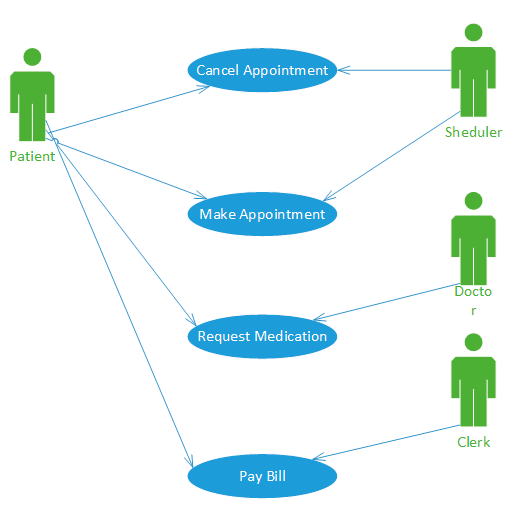 Cancel Appointment
Sheduler
Patient
Make Appointment
Docto
r
Request Medication
Clerk
Pay Bill